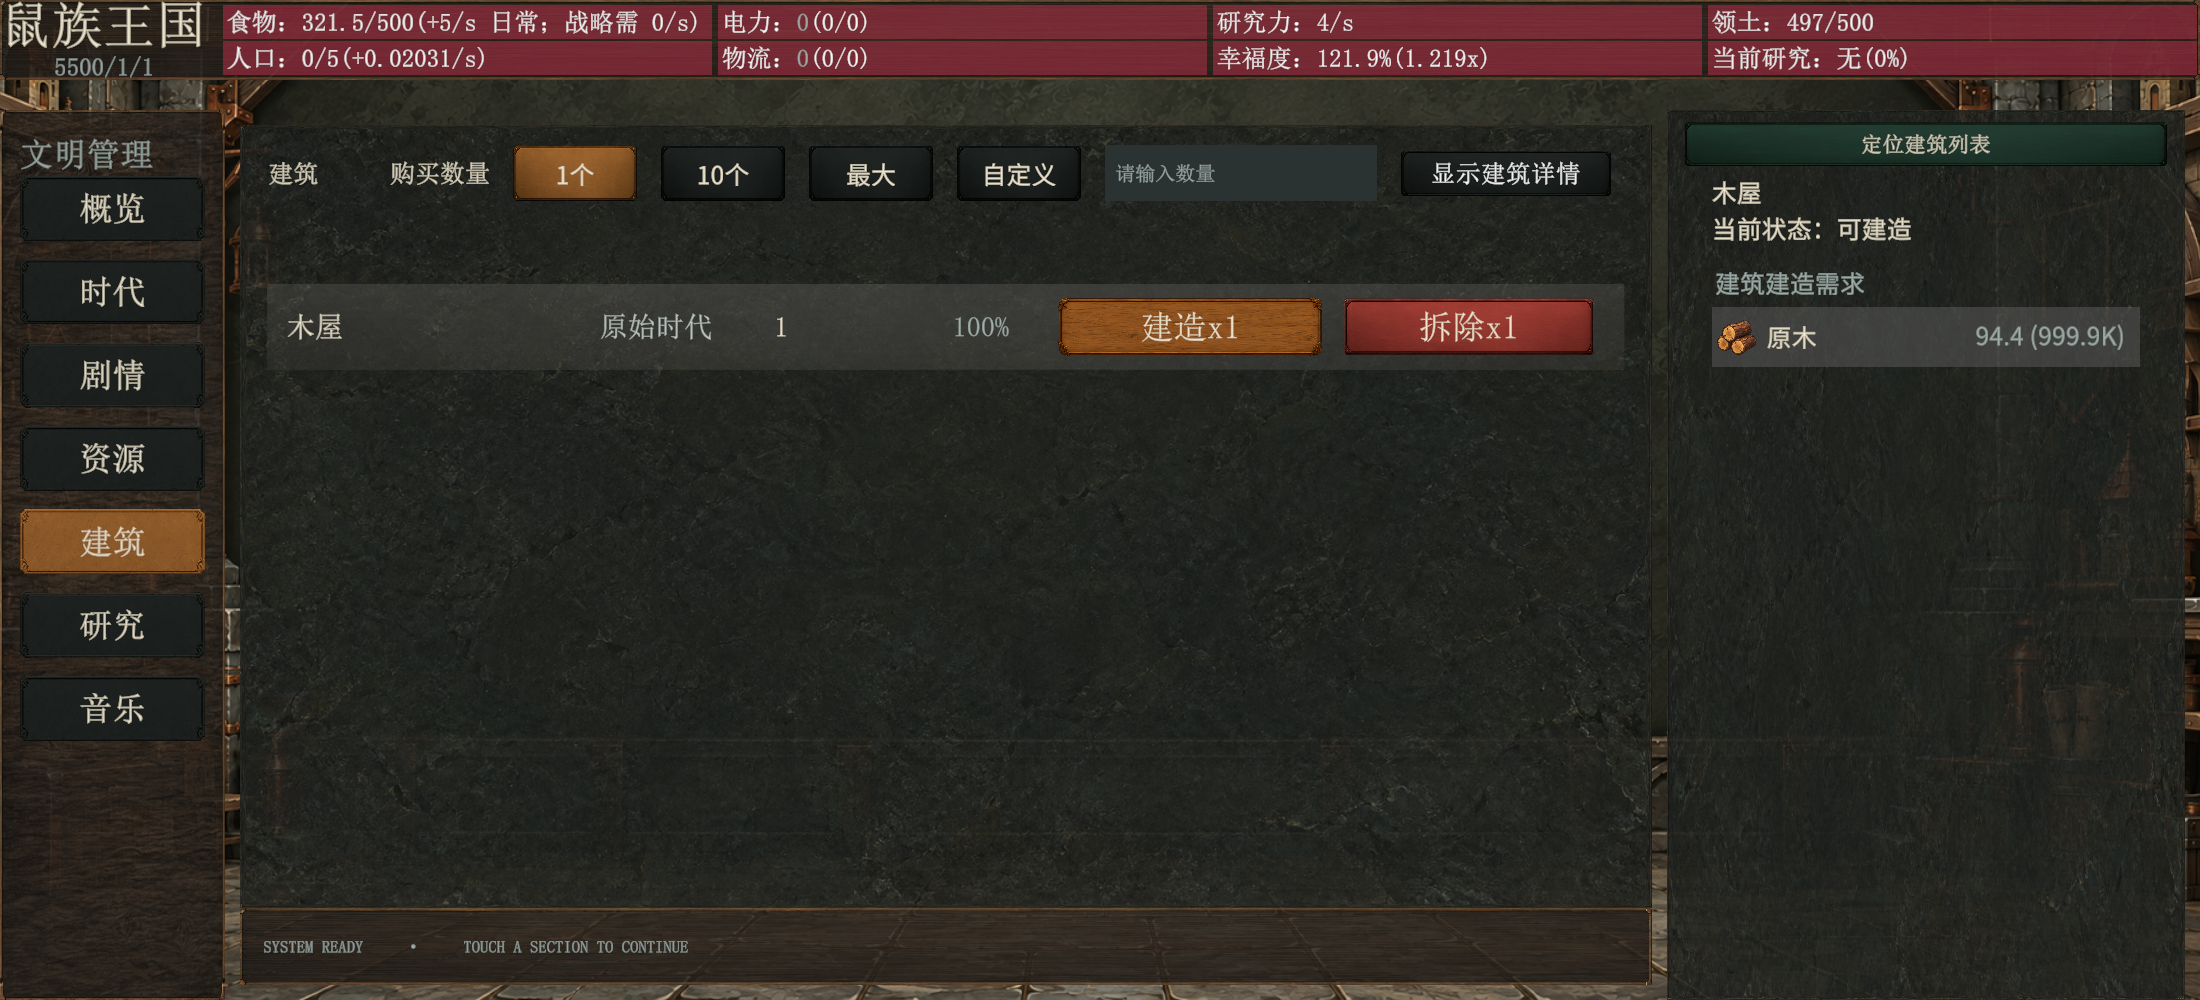 鼠族王国
5500/1/1
食物：321.5/500(+5/s 日常；战略需 0/s)
电力：0(0/0)
研究力：4/s
领土：497/500
人口：0/5(+0.02031/s)
物流：0(0/0)
幸福度：121.9%(1.219x)
当前研究：无(0%)
文明管理
概览
时代
剧情
资源
建筑
研究
音乐
建筑 购买数量 1个 10个 最大 自定义 请输入数量 显示建筑详情
木屋 原始时代 1 100% 建造x1 拆除x1
定位建筑列表
木屋
当前状态：可建造
建筑建造需求
原木 94.4 (999.9K)
SYSTEM READY • TOUCH A SECTION TO CONTINUE